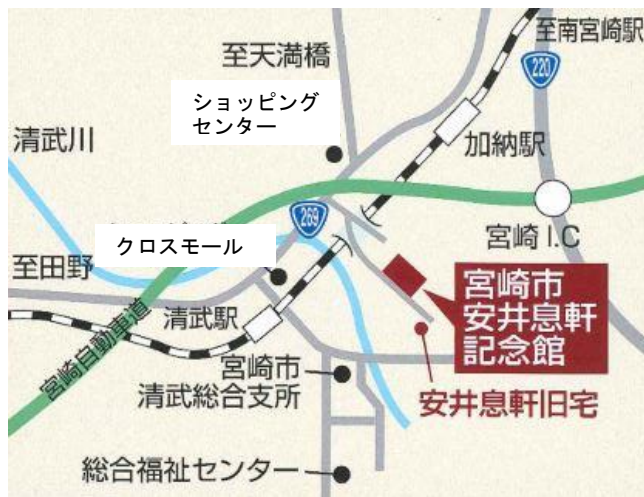 至南宮崎駅
至天満橋
220
ショッピング
センター
清武川
加納駅
269
宮崎I.C
クロスモール
至田野
宮崎市
安井息軒
記念館
清武駅
宮崎自動車道
宮崎市
清武総合支所
安井息軒旧宅
総合福祉センター